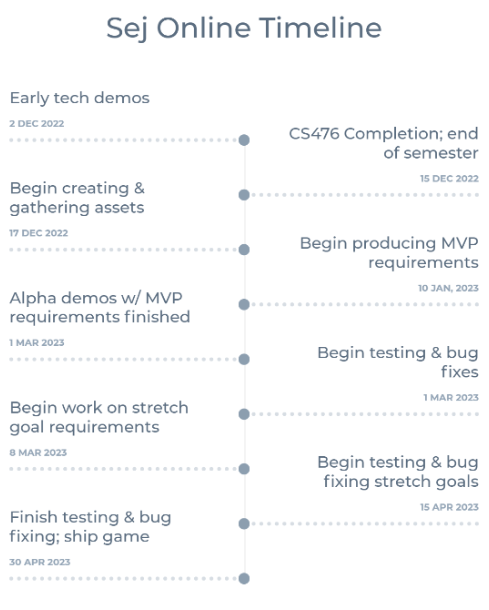 Sej Online Timeline
Early tech demos
2 DEC 2022
CS476 Completion; end
of semester
15 DEC 2022
Begin creating &
gathering assets
17 DEC 2022
Begin producing MVP
requirements
10 JAN, 2023
Alpha demos w/ MVP
requirements finished
1 MAR 2023
Begin testing & bug
fixes
1 MAR 2023
Begin work on stretch
goal requirements
8 MAR 2023
Begin testing & bug
fixing stretch goals
15 APR 2023
Finish testing & bug
fixing; ship game
30 APR 2023